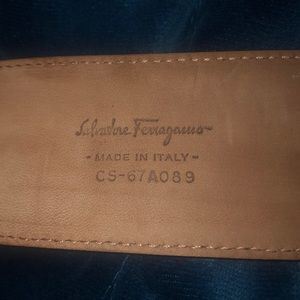 Salvatore Ferragamo
- MADE IN ITALY -
CS-67A089